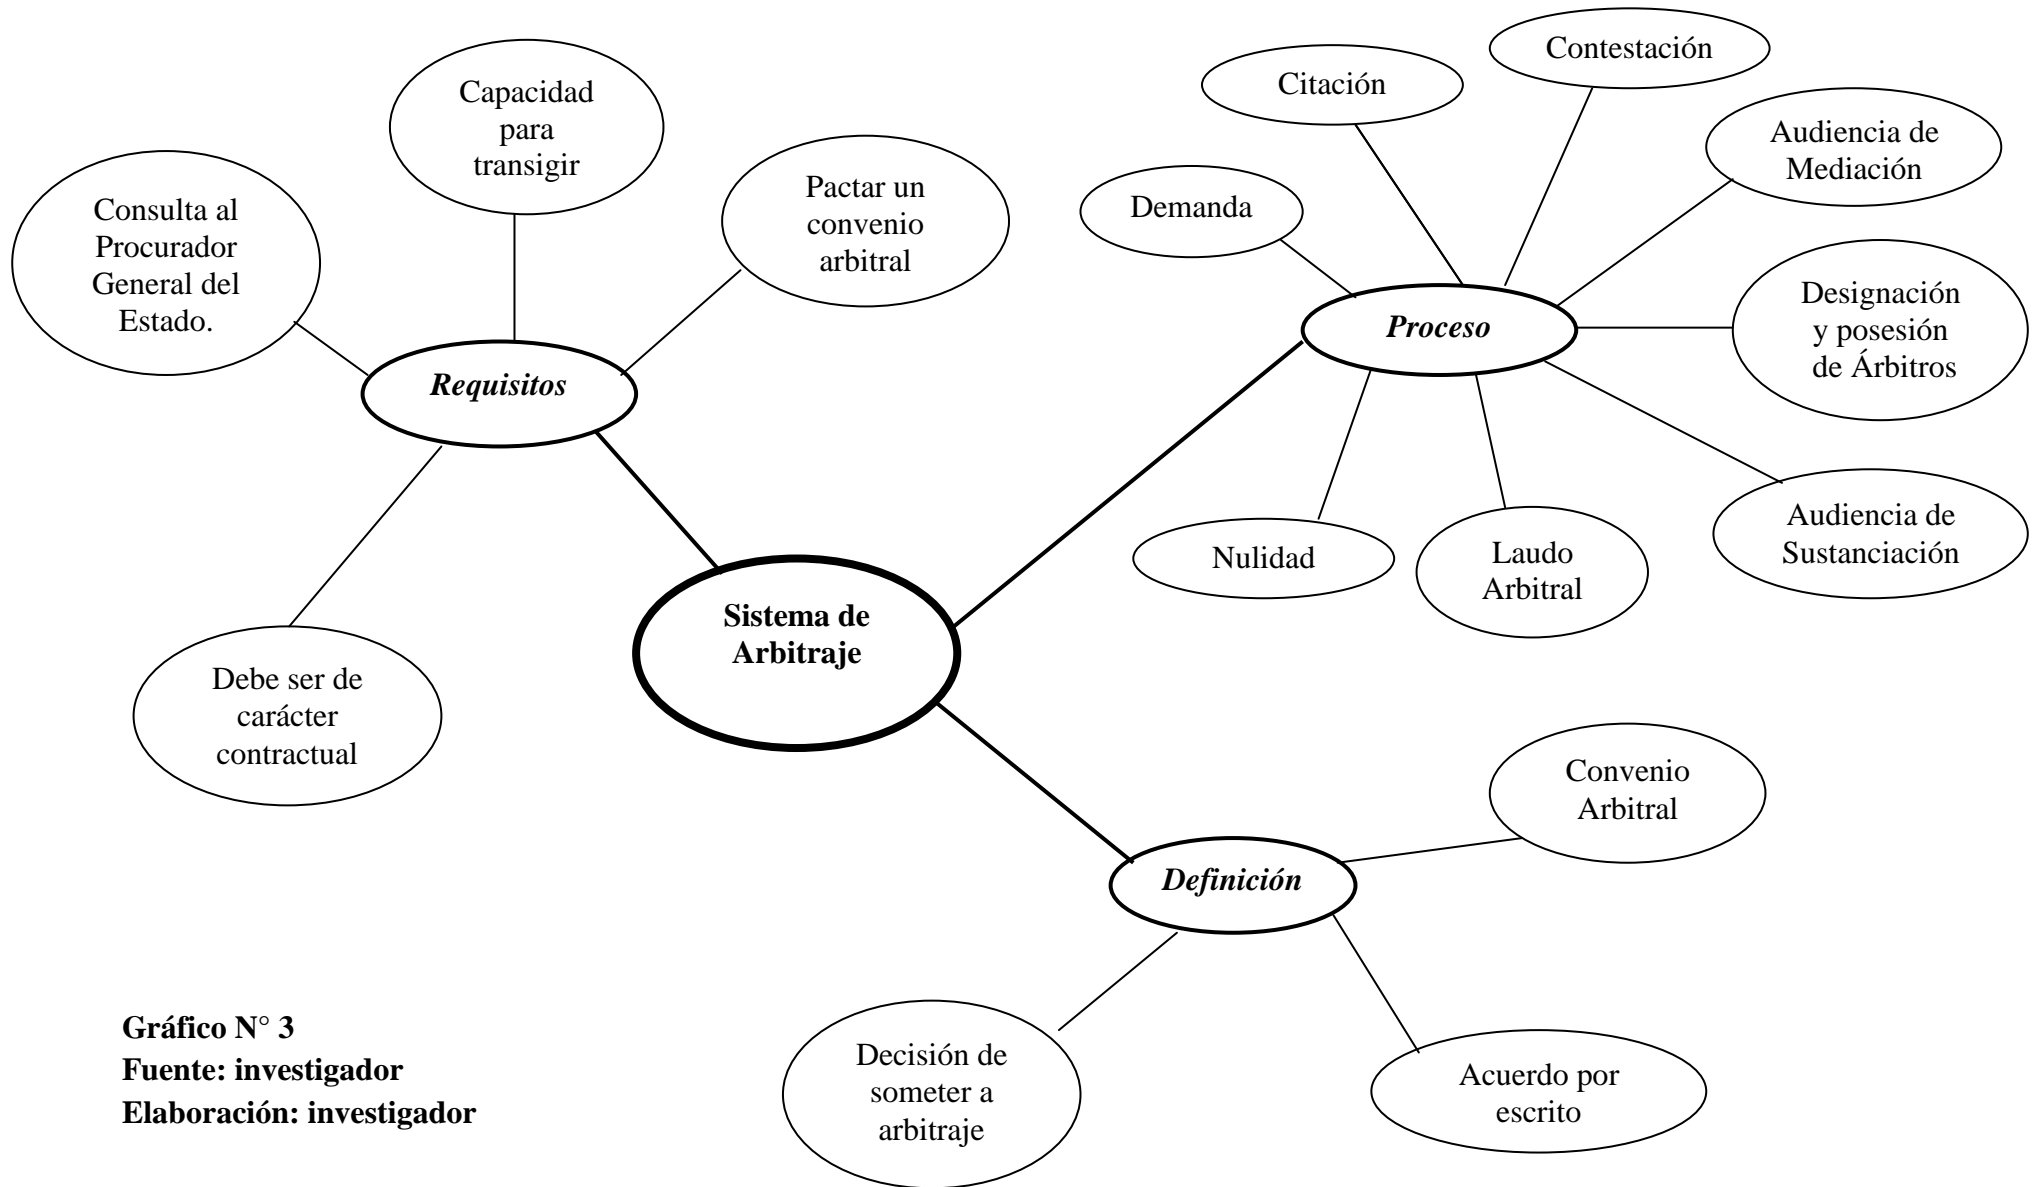 Contestación
Citación
Capacidad
para
transigir
Audiencia de
Mediación
Pactar un
convenio
arbitral
Demanda
Consulta al
Procurador
General del
Estado.
Designación
y posesión
de Árbitros
Proceso
Requisitos
Audiencia de
Sustanciación
Nulidad
Laudo
Arbitral
Sistema de
Arbitraje
Debe ser de
carácter
contractual
Convenio
Arbitral
Definición
Gráfico N° 3
Fuente: investigador
Elaboración: investigador
Decisión de
someter a
arbitraje
Acuerdo por
escrito